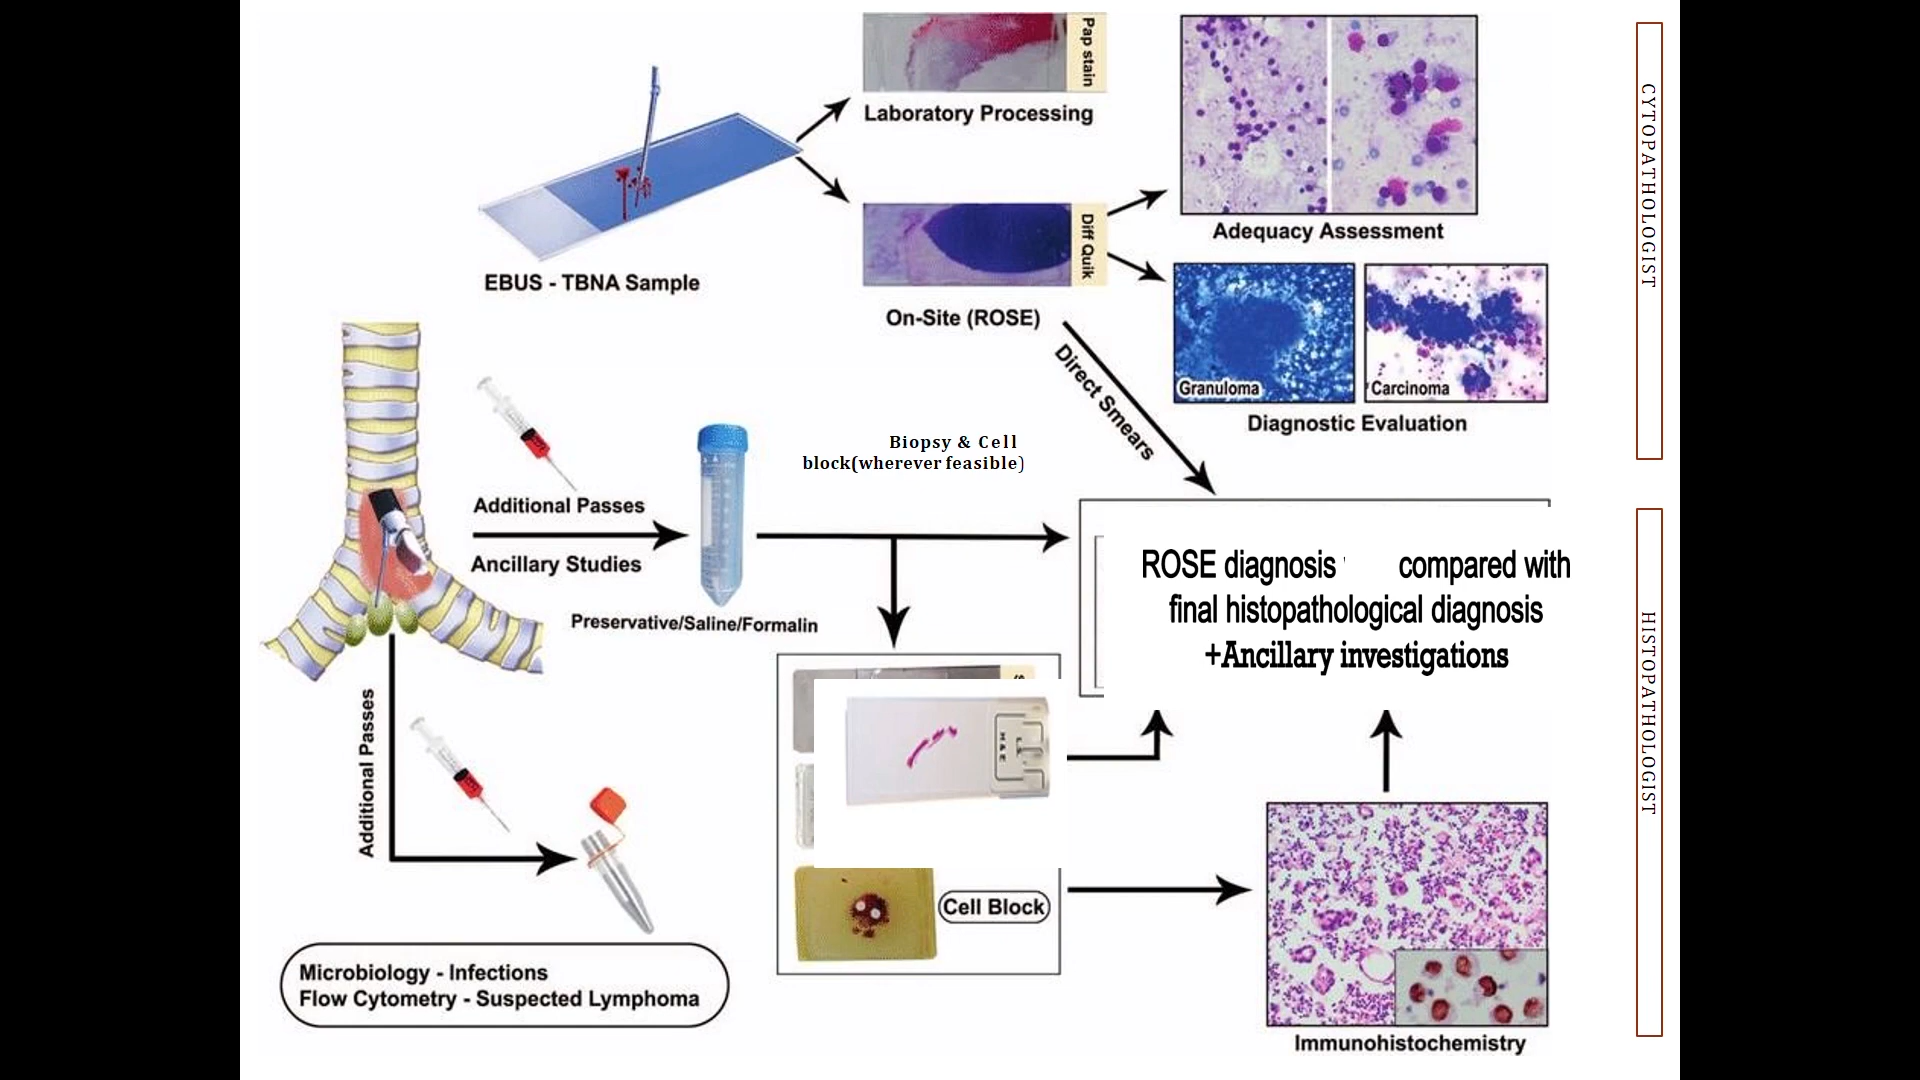 Pap stain
Laboratory Processing
EBUS - TBNA Sample
Diff Quik
On-Site (ROSE)
Adequacy Assessment
Granuloma
Carcinoma
Diagnostic Evaluation
Direct Smears
CYTOPATHOLOGIST
Biopsy & Cell
block(wherever feasible)
Additional Passes
Ancillary Studies
Preservative/Saline/Formalin
ROSE diagnosis compared with
final histopathological diagnosis
+Ancillary investigations
HISTOPATHOLOGIST
Additional Passes
H & E
Cell Block
Microbiology - Infections
Flow Cytometry - Suspected Lymphoma
Immunohistochemistry